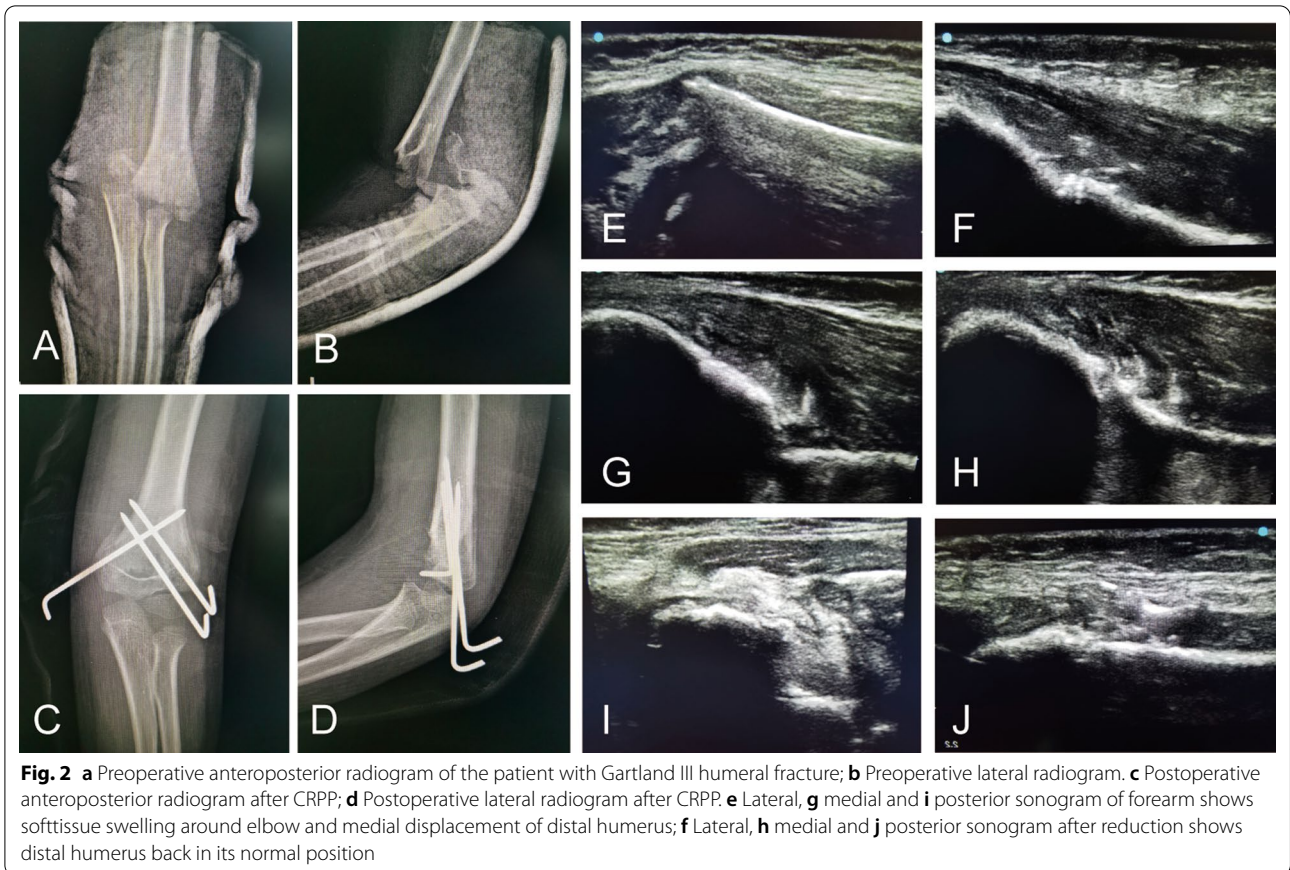 A
B
C
D
E
F
G
H
I
J
Fig. 2 a Preoperative anteroposterior radiogram of the patient with Gartland III humeral fracture; b Preoperative lateral radiogram. c Postoperative
anteroposterior radiogram after CRPP; d Postoperative lateral radiogram after CRPP. e Lateral, g medial and i posterior sonogram of forearm shows
softtissue swelling around elbow and medial displacement of distal humerus; f Lateral, h medial and j posterior sonogram after reduction shows
distal humerus back in its normal position